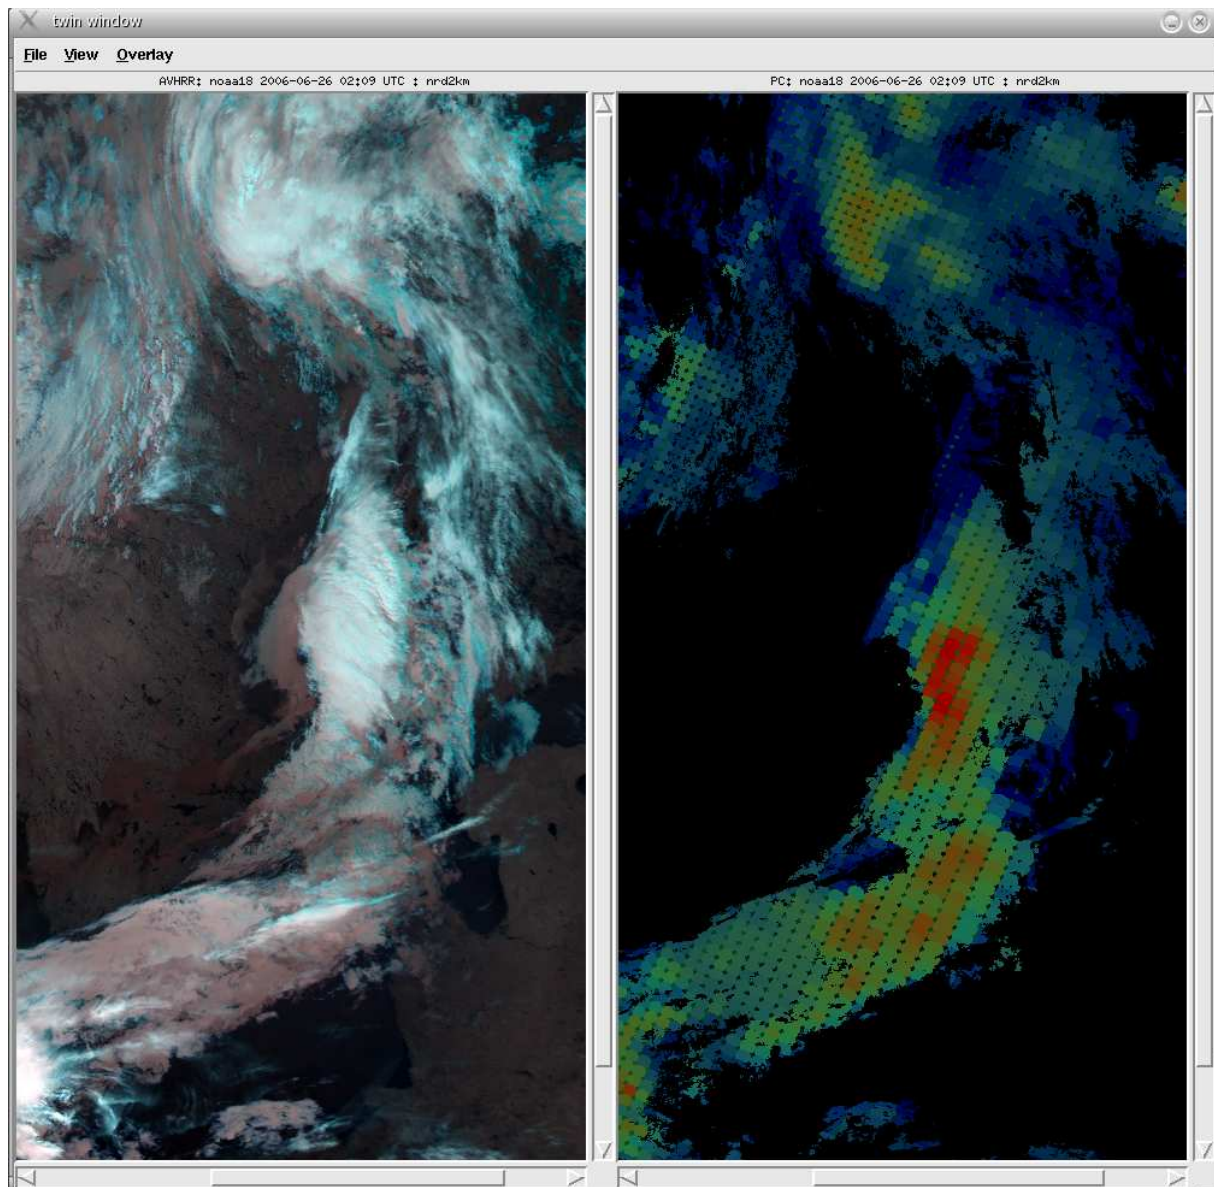 twin window
File View Overlay
AVHRR: noaa18 2006-06-26 02:09 UTC : nrd2km
PC: noaa18 2006-06-26 02:09 UTC : nrd2km